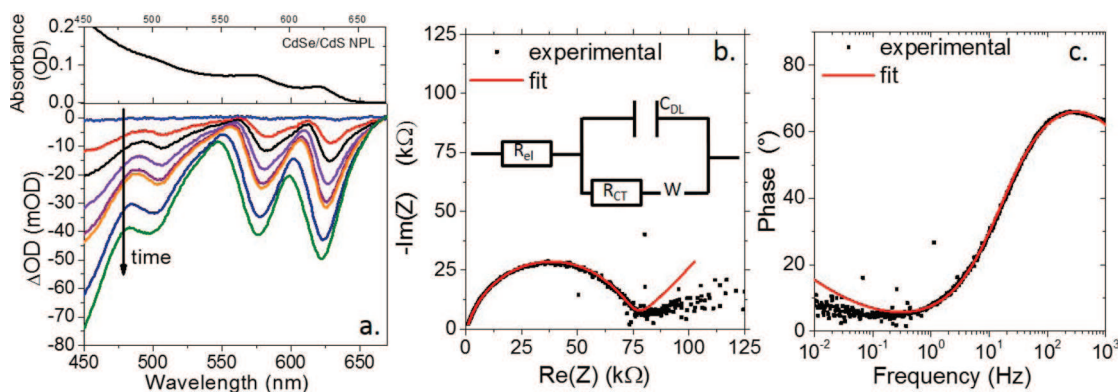 450 500 550 600 650
0.2
0.1
0.0
Absorbance
(OD)
CdSe/CdS NPL
0
-10
-20
-30
-40
-50
-60
-70
-80
ΔOD (mOD)
time
a.
450 500 550 600 650
Wavelength (nm)
-125
-100
-75
-50
-25
0
-Im(Z) (kΩ)
experimental
fit
b.
C_DL
R_el
R_CT
W
0 25 50 75 100 125
Re(Z) (kΩ)
80
60
40
20
0
Phase (°)
experimental
fit
c.
10^-2 10^-1 10^0 10^1 10^2 10^3
Frequency (Hz)